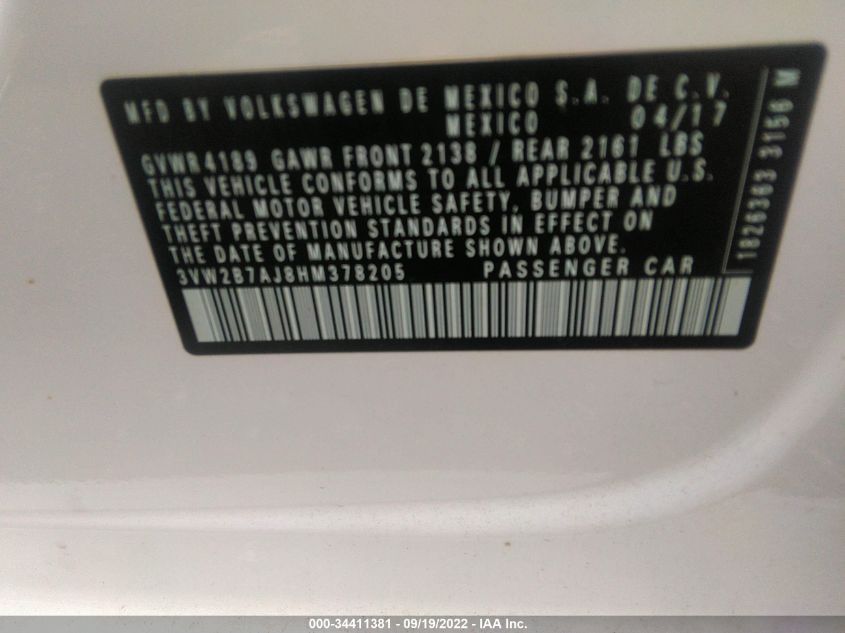 MFD BY VOLKSWAGEN DE MEXICO S.A. DE C.V.
MEXICO 04/17
GVWR 4189 GAWR FRONT 2138 / REAR 2161 LBS
THIS VEHICLE CONFORMS TO ALL APPLICABLE U.S.
FEDERAL MOTOR VEHICLE SAFETY, BUMPER AND
THEFT PREVENTION STANDARDS IN EFFECT ON
THE DATE OF MANUFACTURE SHOWN ABOVE.
3VW2B7AJ8HM378205 PASSENGER CAR
1826363 3156 M
000-34411381 - 09/19/2022 - IAA Inc.